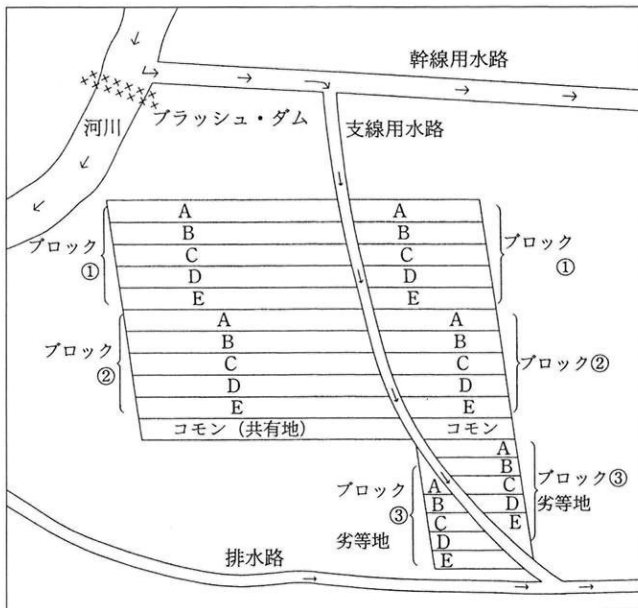 幹線用水路
河川
ブラッシュ・ダム
支線用水路
ブロック
①
A
B
C
D
E
A
B
C
D
E
ブロック
①
ブロック
②
A
B
C
D
E
A
B
C
D
E
ブロック②
コモン（共有地）
コモン
ブロック
③
劣等地
A
B
C
D
E
A
B
C
D
E
ブロック③
劣等地
排水路